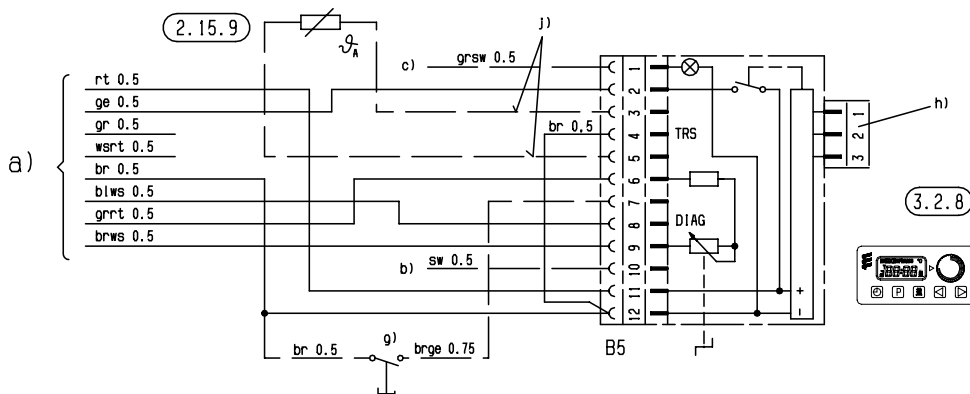 2.15.9
ϑA
j)
c) grsw 0.5
a)
rt 0.5
ge 0.5
gr 0.5
wsrt 0.5
br 0.5
blws 0.5
grrt 0.5
brws 0.5
br 0,5
b) sw 0.5
g)
br 0.5
brge 0.75
1
2
3
4
5
6
7
8
9
10
11
12
TRS
DIAG
B5
+
-
1
2
3
h)
3.2.8
P